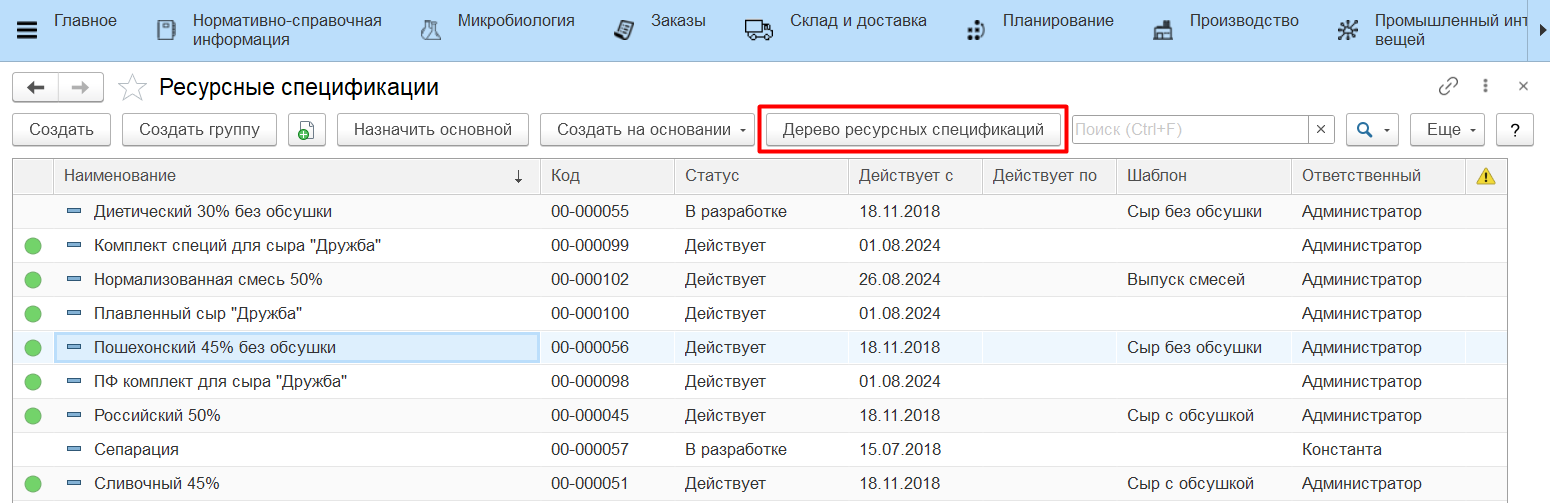 Главное
Нормативно-справочная
информация
Микробиология
Заказы
Склад и доставка
Планирование
Производство
Промышленный инт
вещей
Ресурсные спецификации
Создать
Создать группу
Назначить основной
Создать на основании
Дерево ресурсных спецификаций
Поиск (Ctrl+F)
×
Еще
?
Наименование ↓ Код Статус Действует с Действует по Шаблон Ответственный
Диетический 30% без обсушки 00-000055 В разработке 18.11.2018 Сыр без обсушки Администратор
Комплект специй для сыра "Дружба" 00-000099 Действует 01.08.2024 Администратор
Нормализованная смесь 50% 00-000102 Действует 26.08.2024 Выпуск смесей Администратор
Плавленный сыр "Дружба" 00-000100 Действует 01.08.2024 Администратор
Пошехонский 45% без обсушки 00-000056 Действует 18.11.2018 Сыр без обсушки Администратор
ПФ комплект для сыра "Дружба" 00-000098 Действует 01.08.2024 Администратор
Российский 50% 00-000045 Действует 18.11.2018 Сыр с обсушкой Администратор
Сепарация 00-000057 В разработке 15.07.2018 Константа
Сливочный 45% 00-000051 Действует 18.11.2018 Сыр с обсушкой Администратор